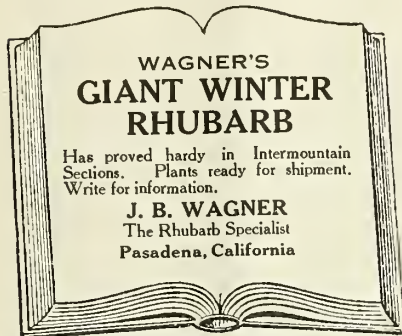 WAGNER'S
GIANT WINTER
RHUBARB
Has proved hardy in Intermountain
Sections. Plants ready for shipment.
Write for information.
J. B. WAGNER
The Rhubarb Specialist
Pasadena, California